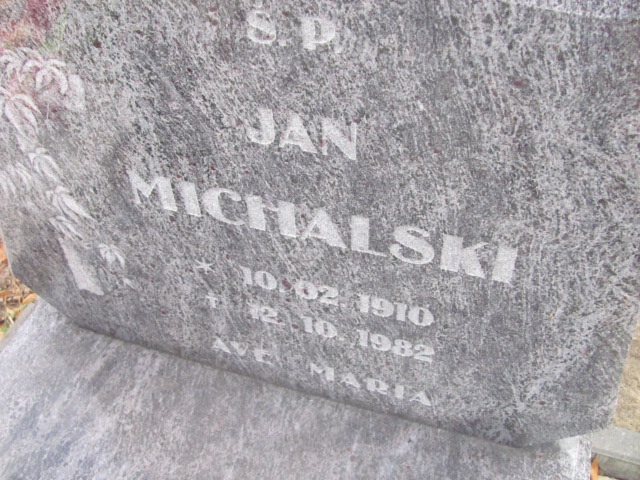 Ś.P.
JAN
MICHALSKI
* 10.02.1910
† 12.10.1982
AVE MARIA